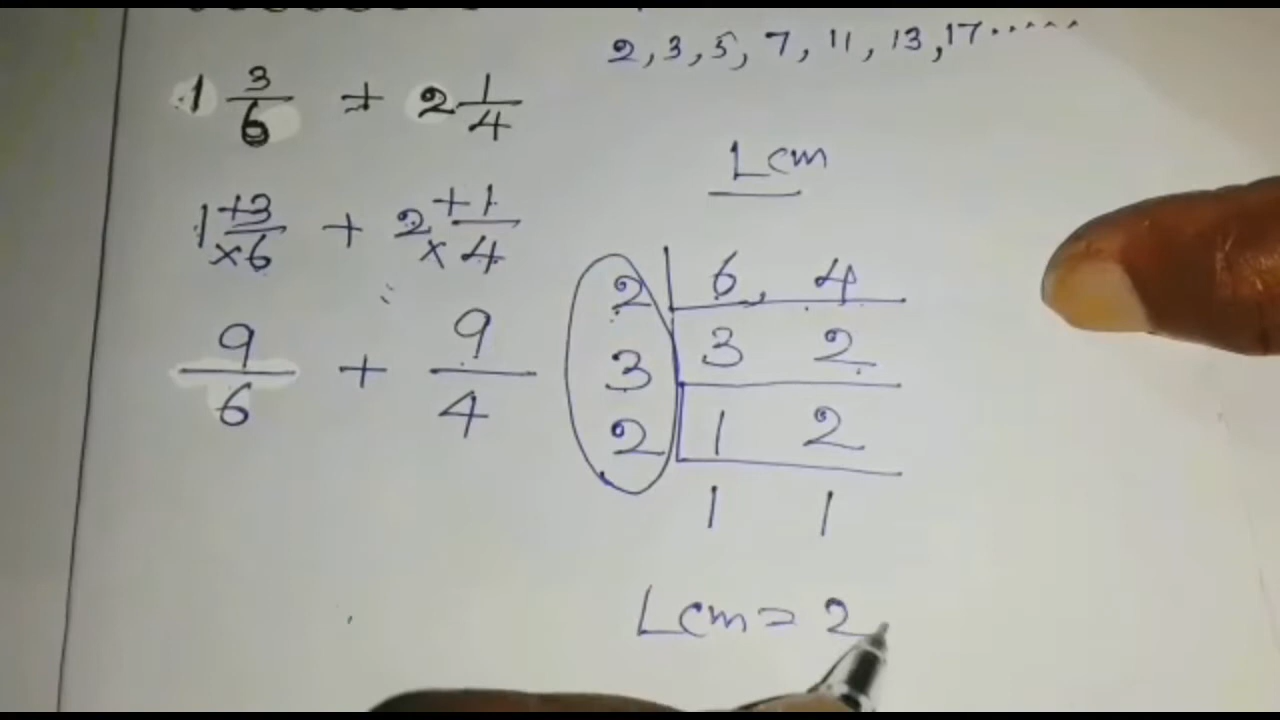 2, 3, 5, 7, 11, 13, 17.....
1 3/6 + 2 1/4
Lcm
1 +3/×6 + 2 +1/×4
2 | 6, 4
9/6 + 9/4
3 | 3 2
2 | 1 2
1 1
Lcm = 2